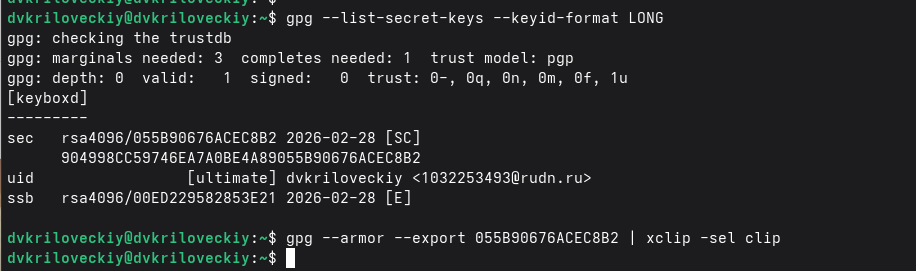 dvkriloveckiy@dvkriloveckiy:~$ gpg --list-secret-keys --keyid-format LONG
gpg: checking the trustdb
gpg: marginals needed: 3  completes needed: 1  trust model: pgp
gpg: depth: 0  valid:   1  signed:   0  trust: 0-, 0q, 0n, 0m, 0f, 1u
[keyboxd]
---------
sec   rsa4096/055B90676ACEC8B2 2026-02-28 [SC]
      904998CC59746EA7A0BE4A89055B90676ACEC8B2
uid                 [ultimate] dvkriloveckiy <1032253493@rudn.ru>
ssb   rsa4096/00ED229582853E21 2026-02-28 [E]
dvkriloveckiy@dvkriloveckiy:~$ gpg --armor --export 055B90676ACEC8B2 | xclip -sel clip
dvkriloveckiy@dvkriloveckiy:~$